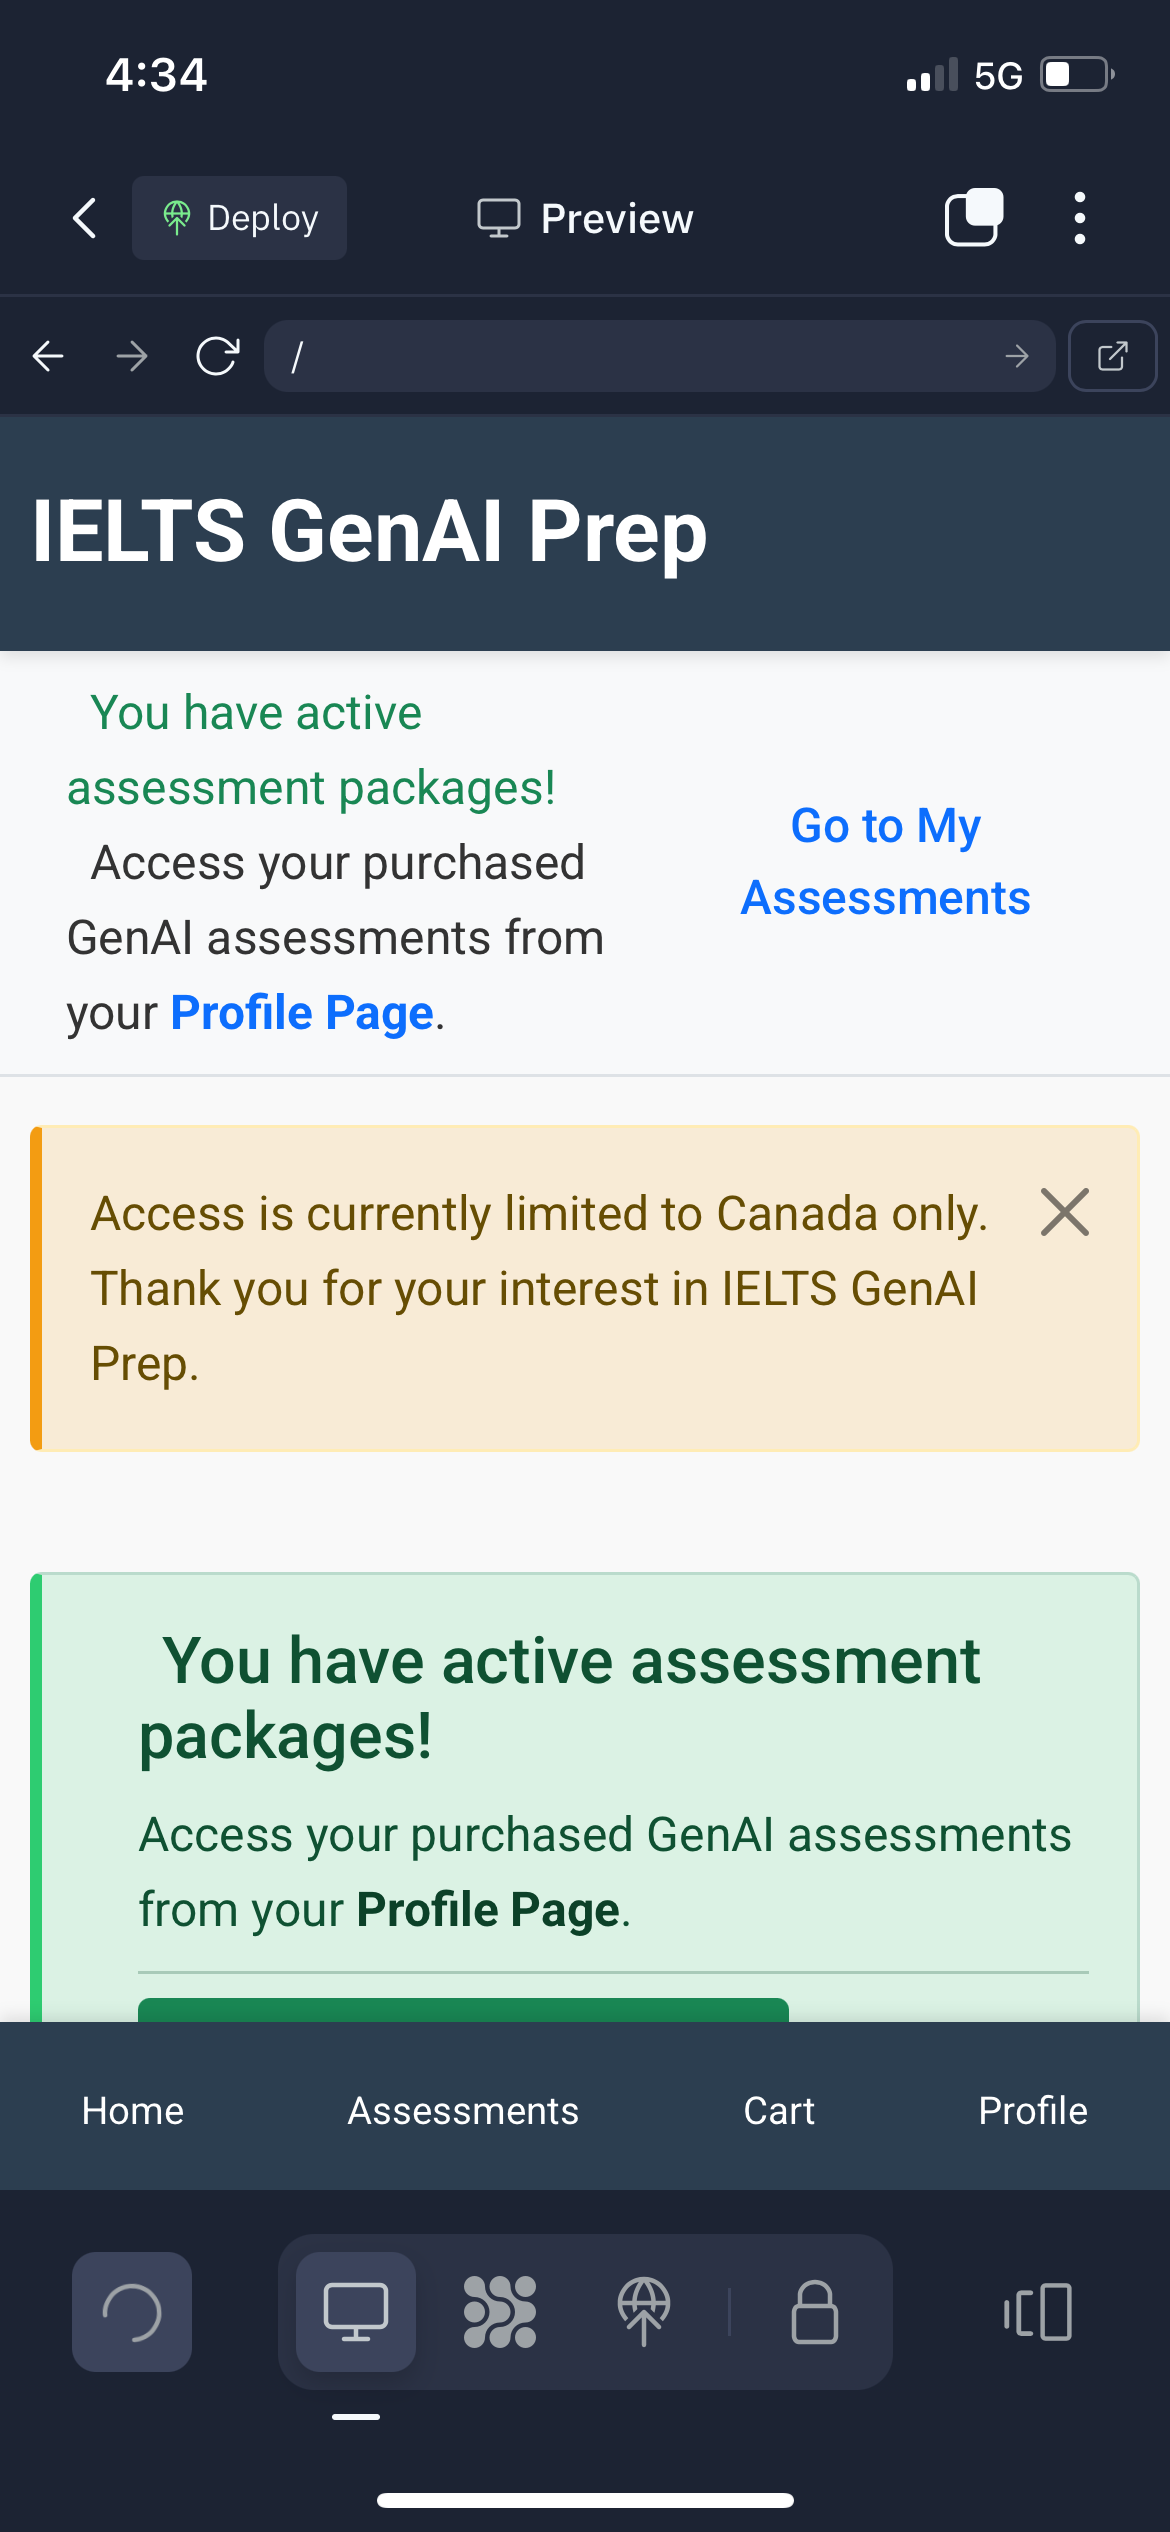 4:34
5G
Deploy
Preview
/
IELTS GenAI Prep
You have active
assessment packages!
Access your purchased
GenAI assessments from
your Profile Page.
Go to My
Assessments
Access is currently limited to Canada only.
Thank you for your interest in IELTS GenAI
Prep.
You have active assessment
packages!
Access your purchased GenAI assessments
from your Profile Page.
Home Assessments Cart Profile